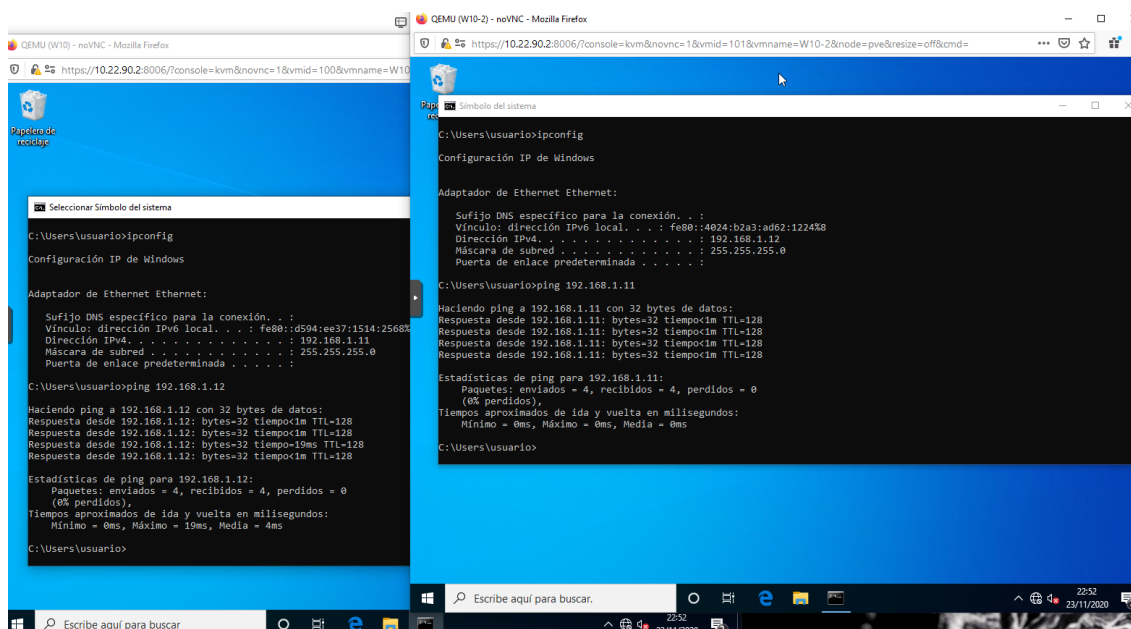 QEMU (W10) - noVNC - Mozilla Firefox
https://10.22.90.2:8006/?console=kvm&novnc=1&vmid=100&vmname=W10
Papelera de
reciclaje
Seleccionar Símbolo del sistema
C:\Users\usuario>ipconfig
Configuración IP de Windows
Adaptador de Ethernet Ethernet:
Sufijo DNS específico para la conexión. . :
Vínculo: dirección IPv6 local. . . : fe80::d594:ee37:1514:2568%
Dirección IPv4. . . . . . . . . . . . . . : 192.168.1.11
Máscara de subred . . . . . . . . . . . . : 255.255.255.0
Puerta de enlace predeterminada . . . . . :
C:\Users\usuario>ping 192.168.1.12
Haciendo ping a 192.168.1.12 con 32 bytes de datos:
Respuesta desde 192.168.1.12: bytes=32 tiempo<1m TTL=128
Respuesta desde 192.168.1.12: bytes=32 tiempo<1m TTL=128
Respuesta desde 192.168.1.12: bytes=32 tiempo=19ms TTL=128
Respuesta desde 192.168.1.12: bytes=32 tiempo<1m TTL=128
Estadísticas de ping para 192.168.1.12:
Paquetes: enviados = 4, recibidos = 4, perdidos = 0
(0% perdidos),
Tiempos aproximados de ida y vuelta en milisegundos:
Mínimo = 0ms, Máximo = 19ms, Media = 4ms
C:\Users\usuario>
Escribe aquí para buscar
22:52
23/11/2020
QEMU (W10-2) - noVNC - Mozilla Firefox
https://10.22.90.2:8006/?console=kvm&novnc=1&vmid=101&vmname=W10-2&node=pve&resize=off&cmd=
Pape
rec
Símbolo del sistema
C:\Users\usuario>ipconfig
Configuración IP de Windows
Adaptador de Ethernet Ethernet:
Sufijo DNS específico para la conexión. . :
Vínculo: dirección IPv6 local. . . : fe80::4024:b2a3:ad62:1224%8
Dirección IPv4. . . . . . . . . . . . . . : 192.168.1.12
Máscara de subred . . . . . . . . . . . . : 255.255.255.0
Puerta de enlace predeterminada . . . . . :
C:\Users\usuario>ping 192.168.1.11
Haciendo ping a 192.168.1.11 con 32 bytes de datos:
Respuesta desde 192.168.1.11: bytes=32 tiempo<1m TTL=128
Respuesta desde 192.168.1.11: bytes=32 tiempo<1m TTL=128
Respuesta desde 192.168.1.11: bytes=32 tiempo<1m TTL=128
Respuesta desde 192.168.1.11: bytes=32 tiempo<1m TTL=128
Estadísticas de ping para 192.168.1.11:
Paquetes: enviados = 4, recibidos = 4, perdidos = 0
(0% perdidos),
Tiempos aproximados de ida y vuelta en milisegundos:
Mínimo = 0ms, Máximo = 0ms, Media = 0ms
C:\Users\usuario>
Escribe aquí para buscar.
22:52
23/11/2020